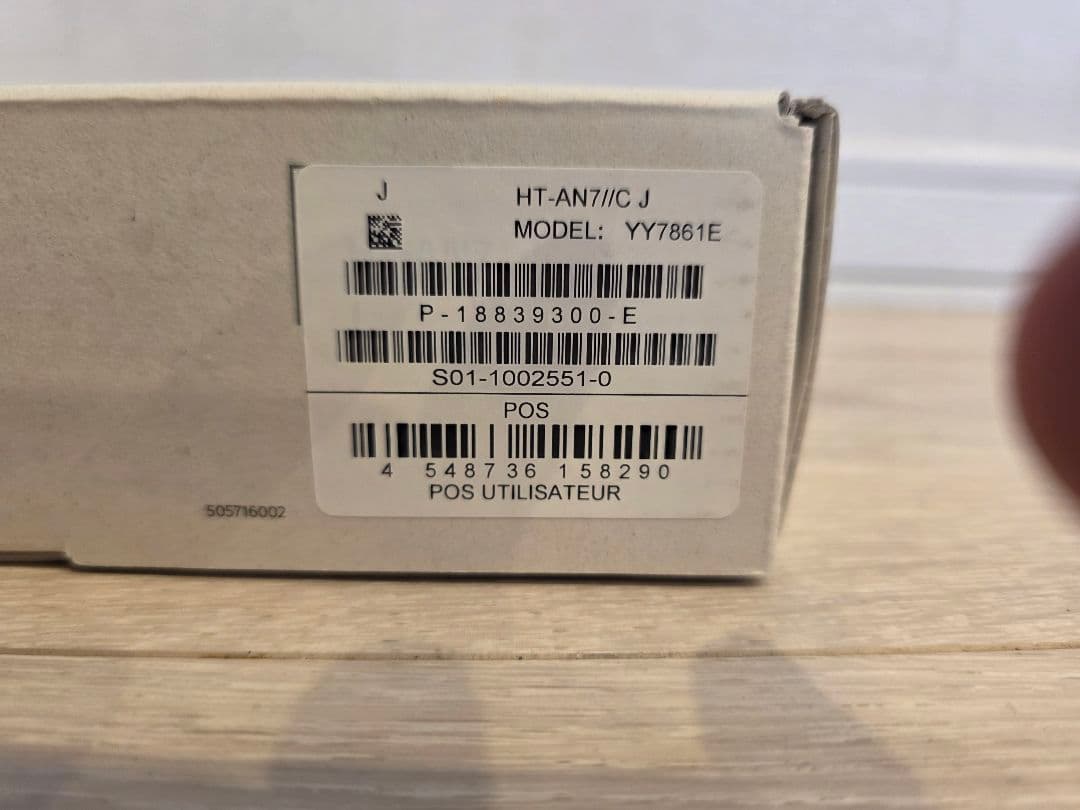 J
HT-AN7//C J
MODEL: YY7861E
P-18839300-E
S01-1002551-0
POS
4 548736 158290
POS UTILISATEUR
505716002